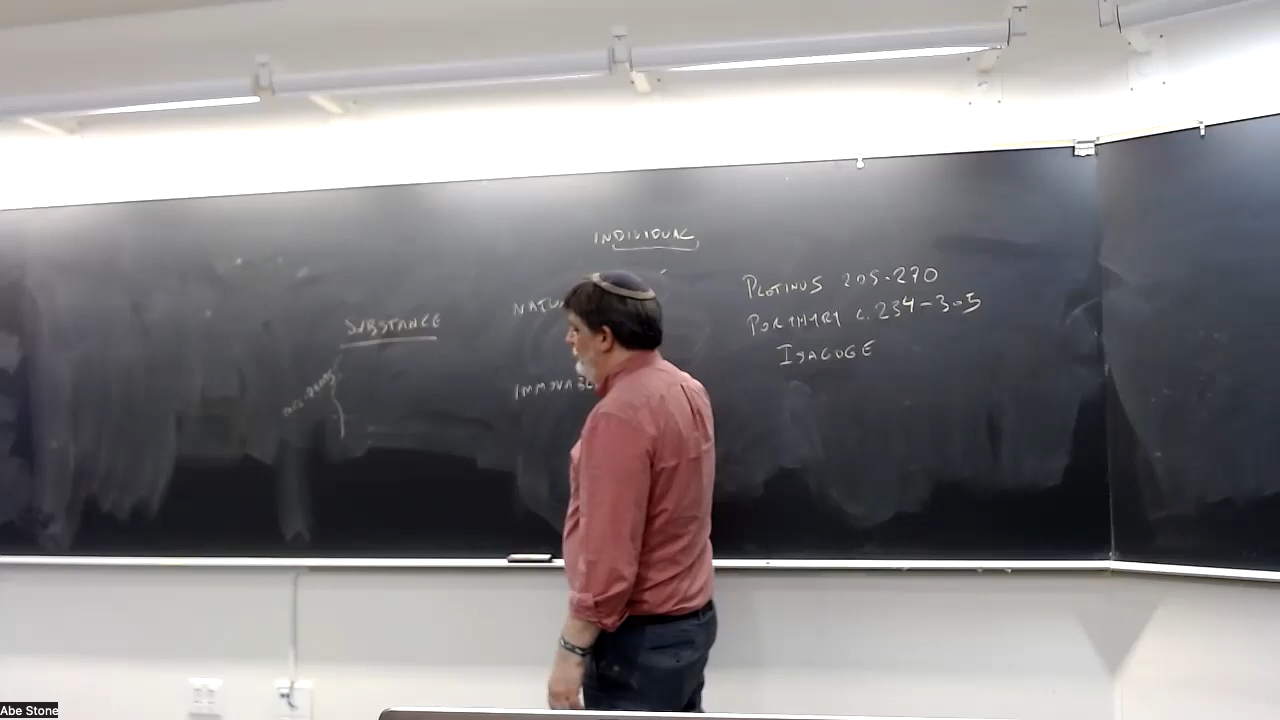 INDIVIDUAL
PLOTINUS 205-270
PORPHYRY c. 234-305
ISAGOGE
SUBSTANCE
Abe Stone